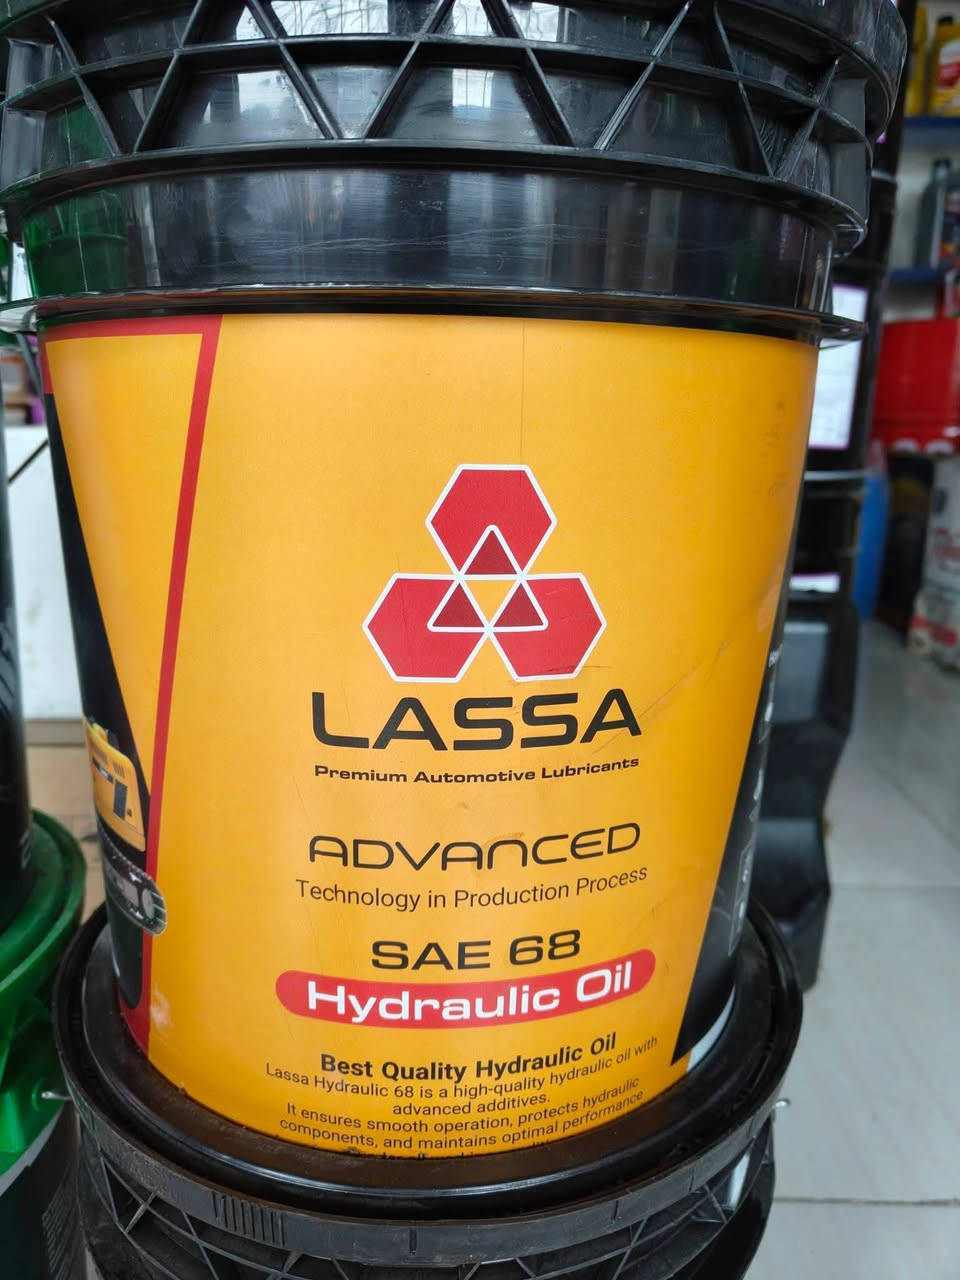 LASSA
Premium Automotive Lubricants
ADVANCED
Technology in Production Process
SAE 68
Hydraulic Oil
Best Quality Hydraulic Oil
Lassa Hydraulic 68 is a high-quality hydraulic oil with
advanced additives.
It ensures smooth operation, protects hydraulic
components, and maintains optimal performance